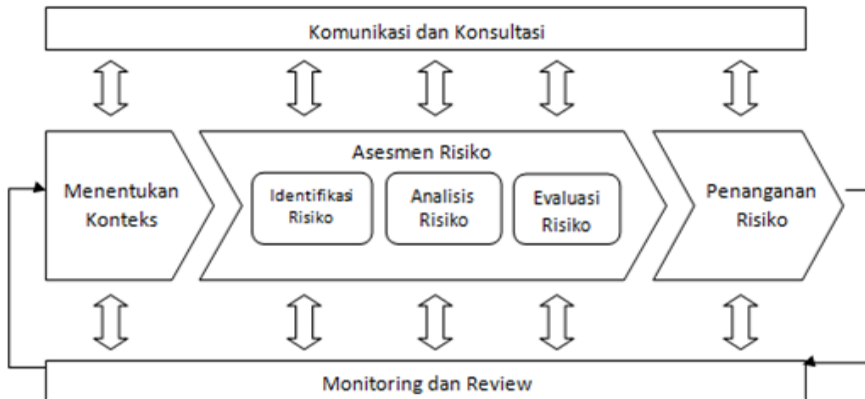 Komunikasi dan Konsultasi
Asesmen Risiko
Menentukan
Konteks
Identifikasi
Risiko
Analisis
Risiko
Evaluasi
Risiko
Penanganan
Risiko
Monitoring dan Review